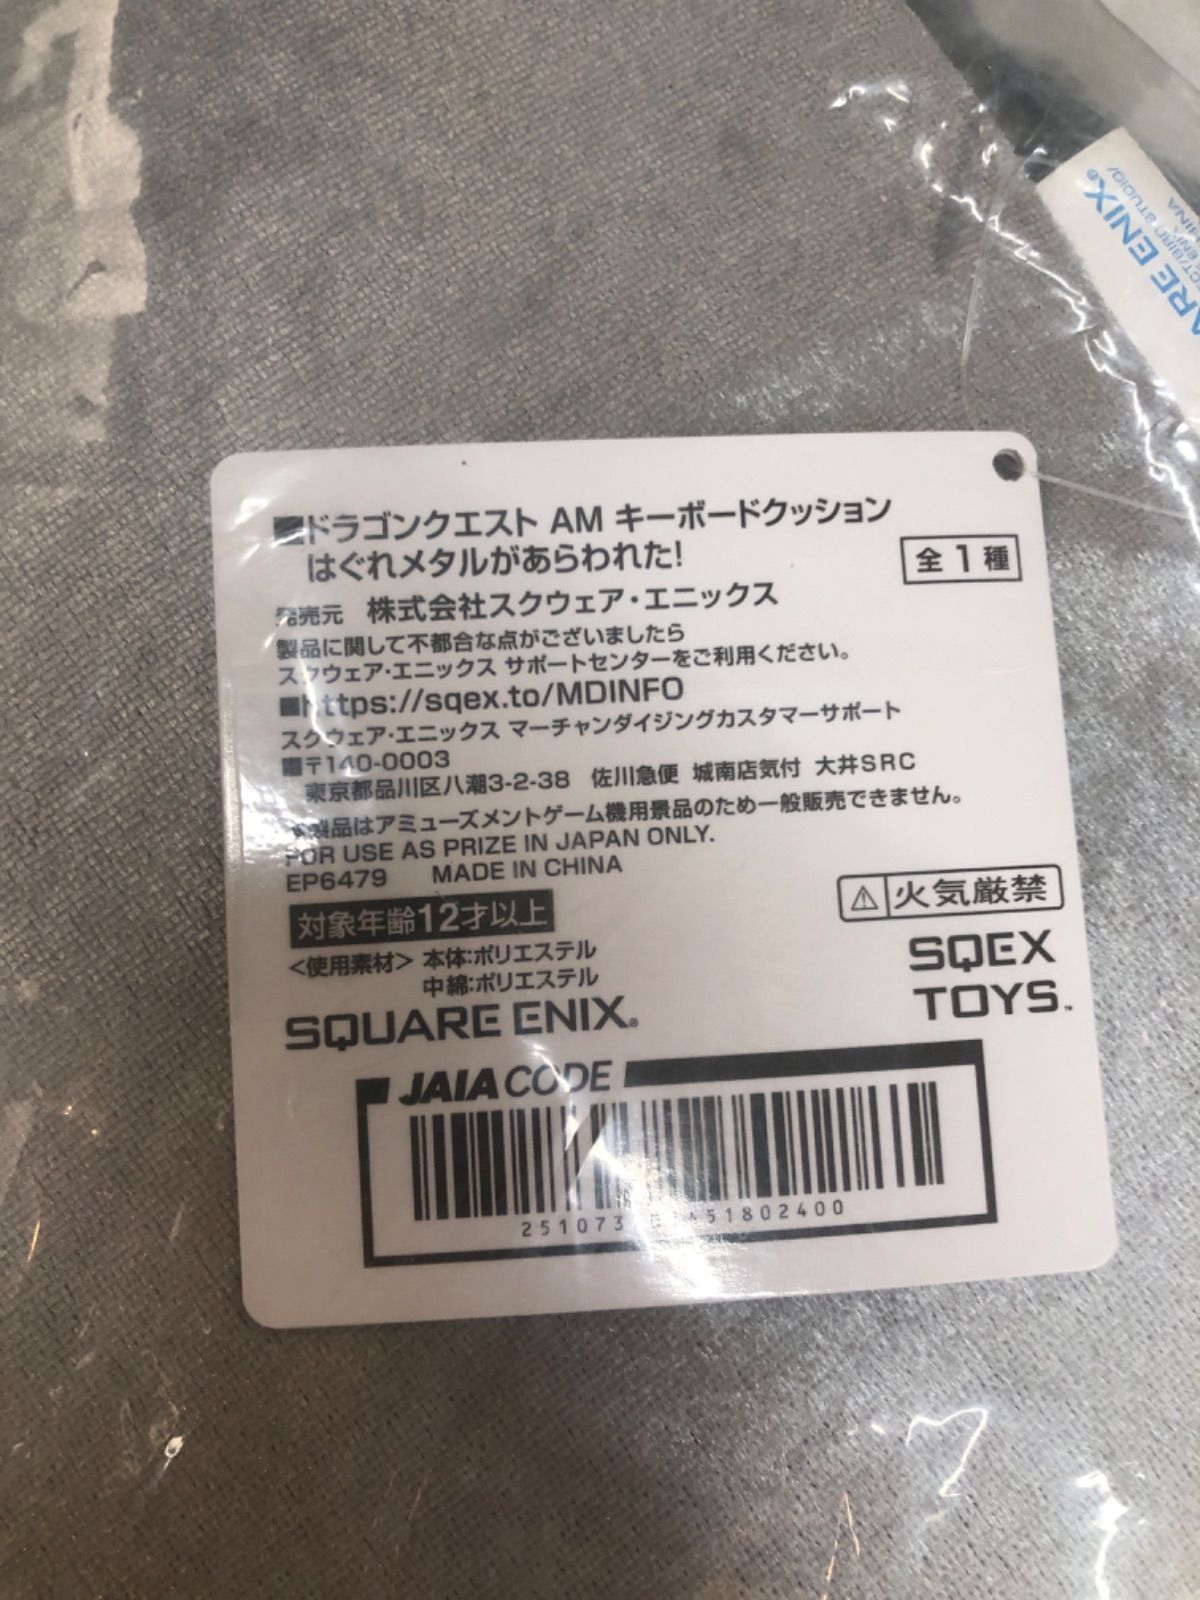 ■ドラゴンクエスト AM キーボードクッション
はぐれメタルがあらわれた!
全1種
発売元 株式会社スクウェア・エニックス
製品に関して不都合な点がございましたら
スクウェア・エニックス サポートセンターをご利用ください。
■https://sqex.to/MDINFO
スクウェア・エニックス マーチャンダイジングカスタマーサポート
■〒140-0003
東京都品川区八潮3-2-38 佐川急便 城南店気付 大井SRC
製品はアミューズメントゲーム機用景品のため一般販売できません。
FOR USE AS PRIZE IN JAPAN ONLY.
EP6479 MADE IN CHINA
対象年齢12才以上
⚠火気厳禁
<使用素材> 本体:ポリエステル
中綿:ポリエステル
SQUARE ENIX®
SQEX
TOYS™
JAIA CODE
251073 51802400
ARE ENIX®